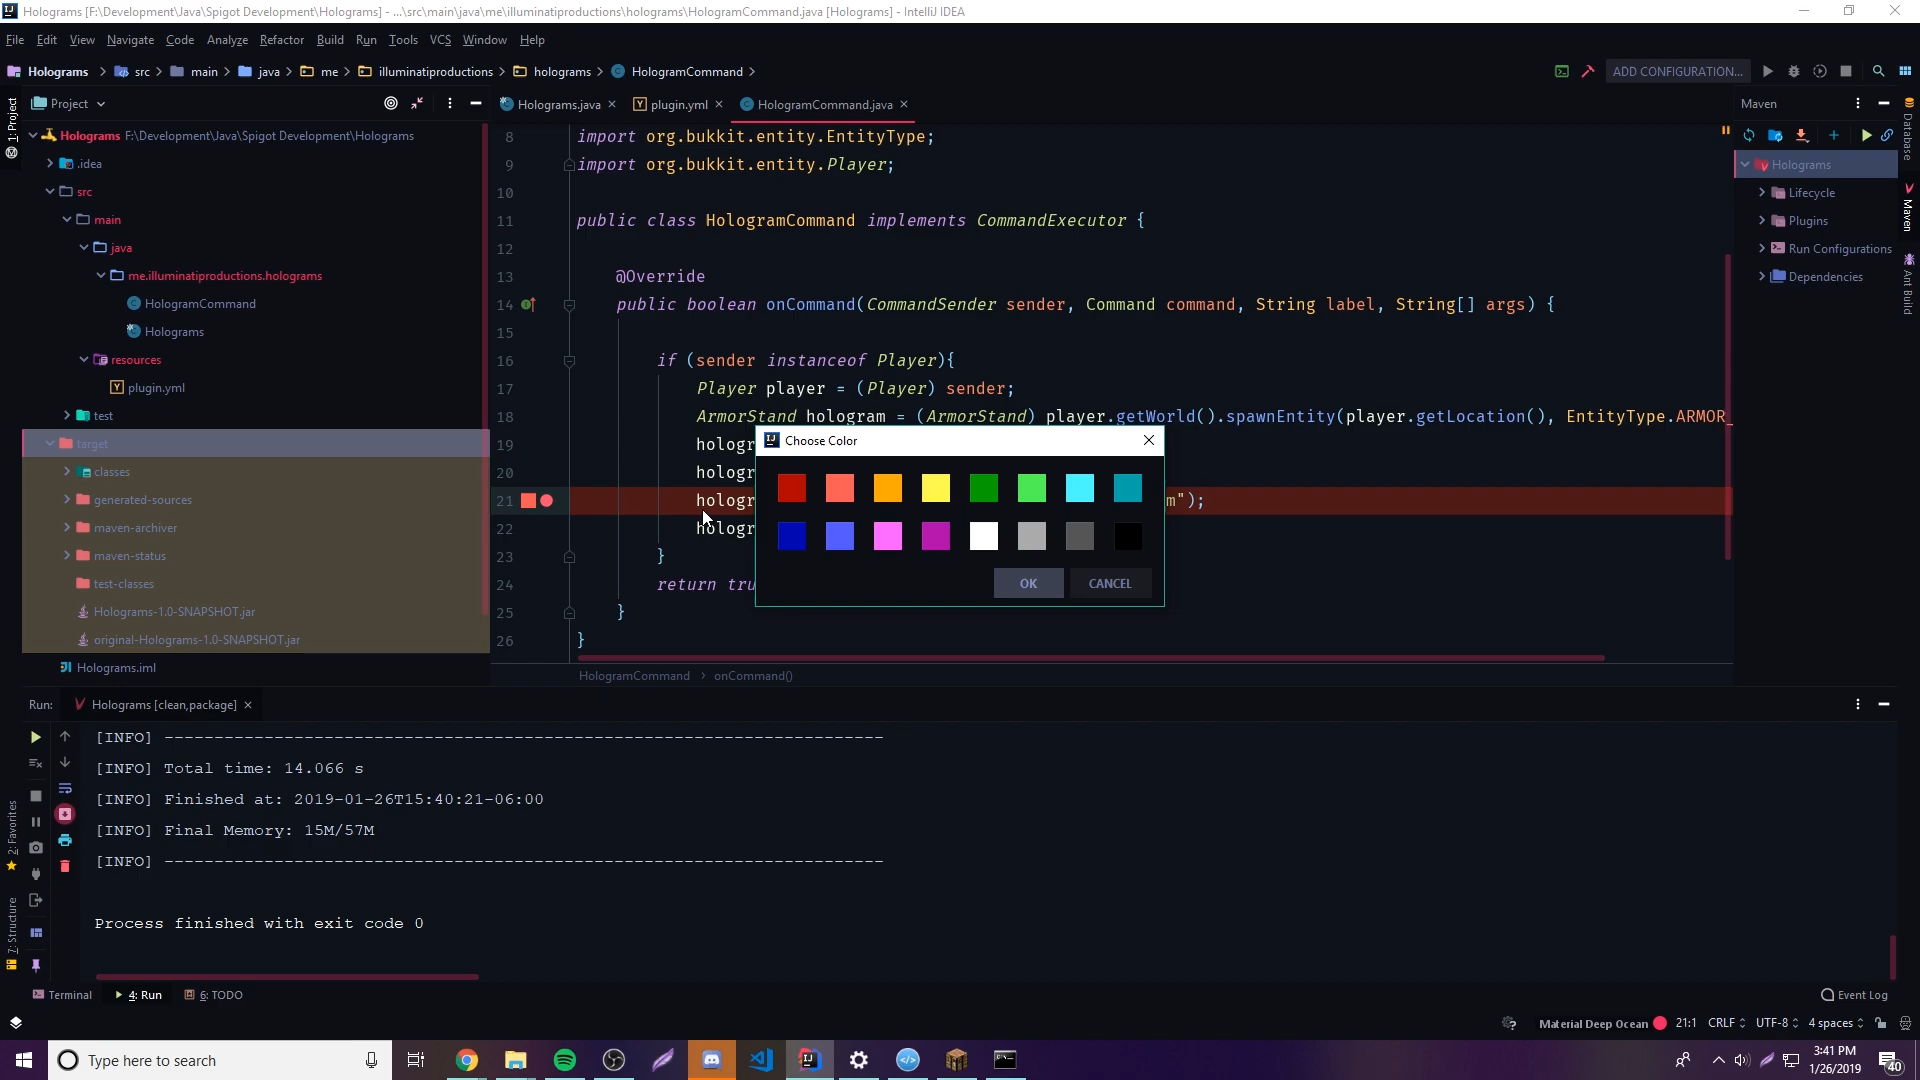 Holograms [F:\Development\Java\Spigot Development\Holograms] - ...\src\main\java\me\illuminatiproductions\holograms\HologramCommand.java [Holograms] - IntelliJ IDEA
File Edit View Navigate Code Analyze Refactor Build Run Tools VCS Window Help
Holograms src main java me illuminatiproductions holograms HologramCommand ADD CONFIGURATION...
1: Project
Project
Holograms.java plugin.yml HologramCommand.java
Maven
Holograms F:\Development\Java\Spigot Development\Holograms
.idea
src
main
java
me.illuminatiproductions.holograms
HologramCommand
Holograms
resources
plugin.yml
test
target
classes
generated-sources
maven-archiver
maven-status
test-classes
Holograms-1.0-SNAPSHOT.jar
original-Holograms-1.0-SNAPSHOT.jar
Holograms.iml
8 import org.bukkit.entity.EntityType;
9 import org.bukkit.entity.Player;
10
11 public class HologramCommand implements CommandExecutor {
12
13 @Override
14 public boolean onCommand(CommandSender sender, Command command, String label, String[] args) {
15
16 if (sender instanceof Player){
17 Player player = (Player) sender;
18 ArmorStand hologram = (ArmorStand) player.getWorld().spawnEntity(player.getLocation(), EntityType.ARMOR_
19 hologr
20 hologr
21 hologr m");
22 hologr
23 }
24 return tru
25 }
26 }
HologramCommand › onCommand()
Choose Color
OK CANCEL
Holograms
Lifecycle
Plugins
Run Configurations
Dependencies
Database
Maven
Ant Build
Run: Holograms [clean,package]
[INFO] ------------------------------------------------------------------------
[INFO] Total time: 14.066 s
[INFO] Finished at: 2019-01-26T15:40:21-06:00
[INFO] Final Memory: 15M/57M
[INFO] ------------------------------------------------------------------------
Process finished with exit code 0
2: Favorites
7: Structure
Terminal 4: Run 6: TODO Event Log
Material Deep Ocean 21:1 CRLF UTF-8 4 spaces
Type here to search
3:41 PM
1/26/2019
40